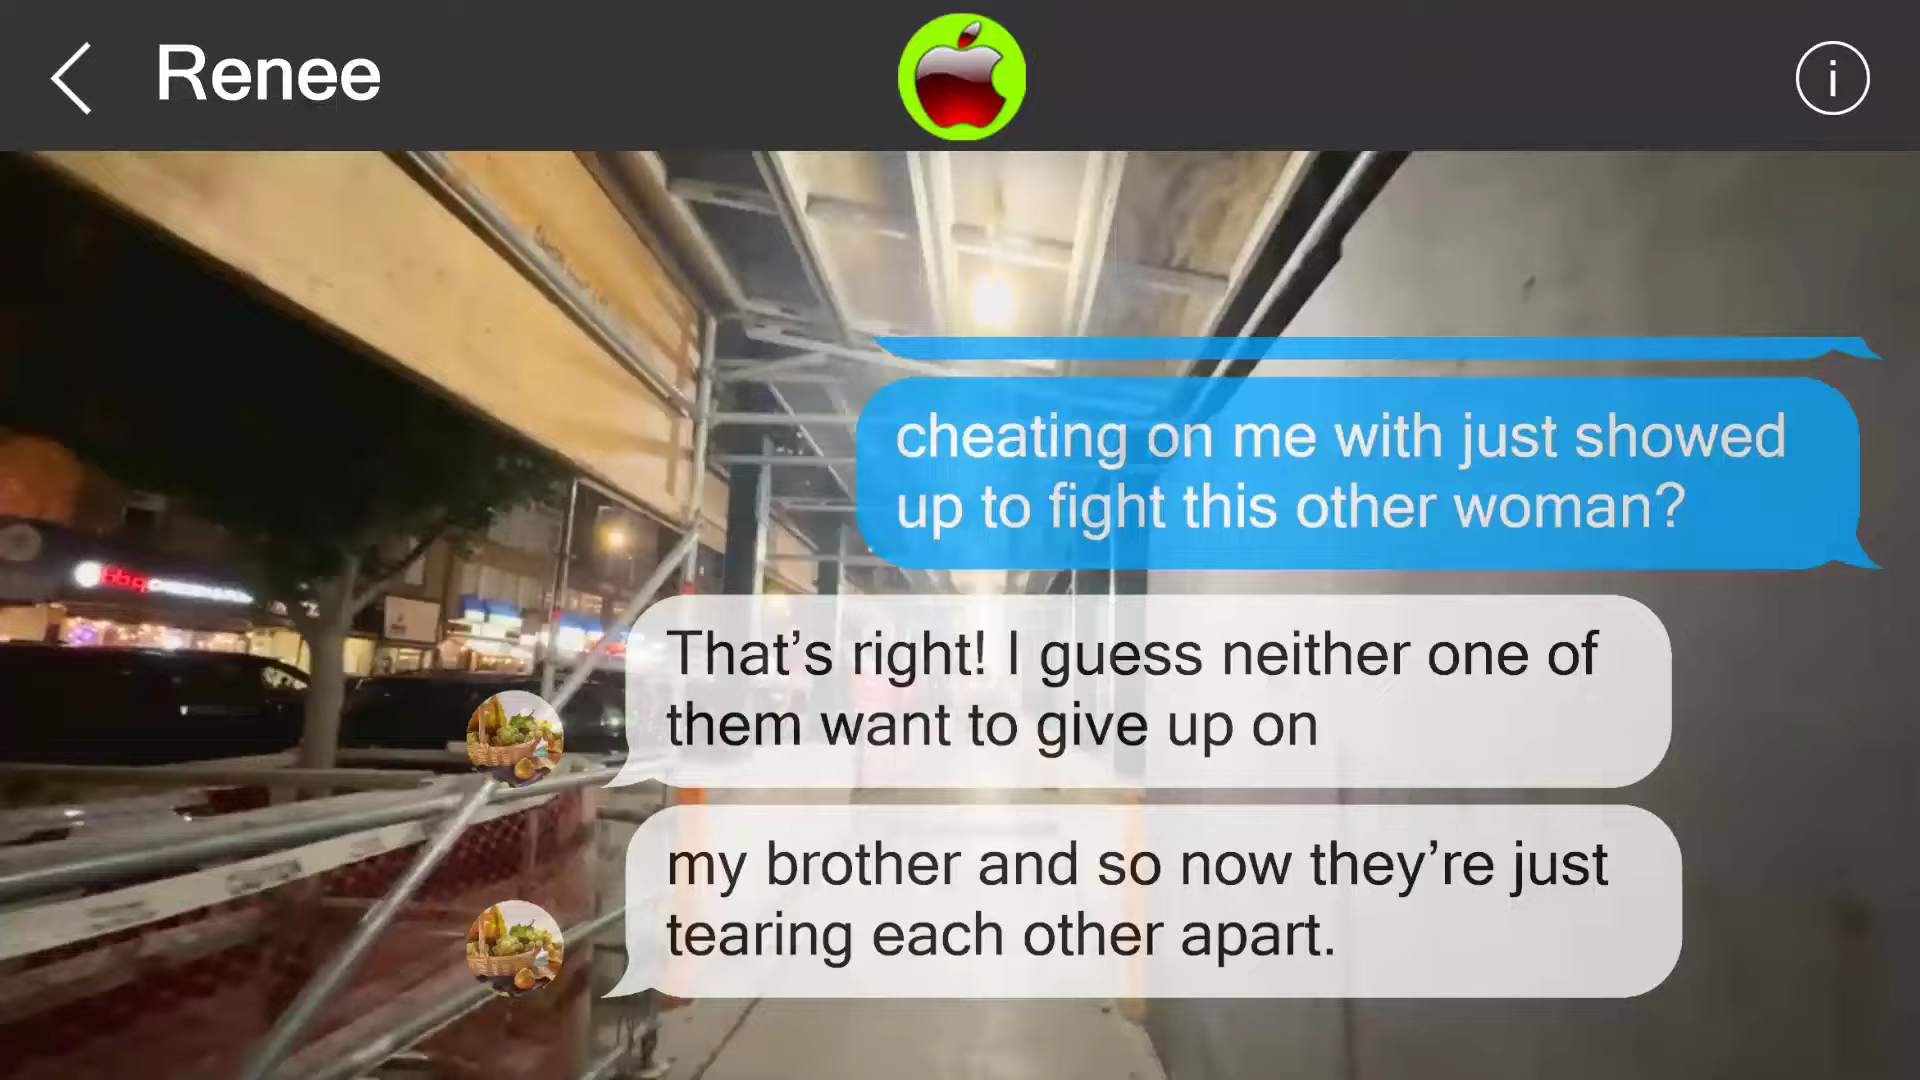 Renee
i
cheating on me with just showed
up to fight this other woman?
That’s right! I guess neither one of
them want to give up on
my brother and so now they’re just
tearing each other apart.